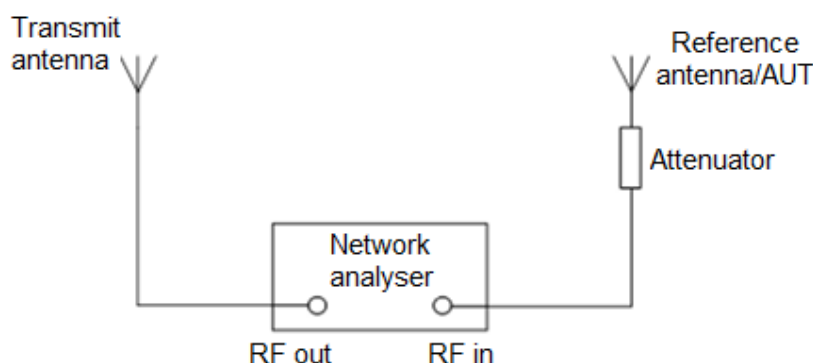 Transmit
antenna
Reference
antenna/AUT
Attenuator
Network
analyser
RF out
RF in